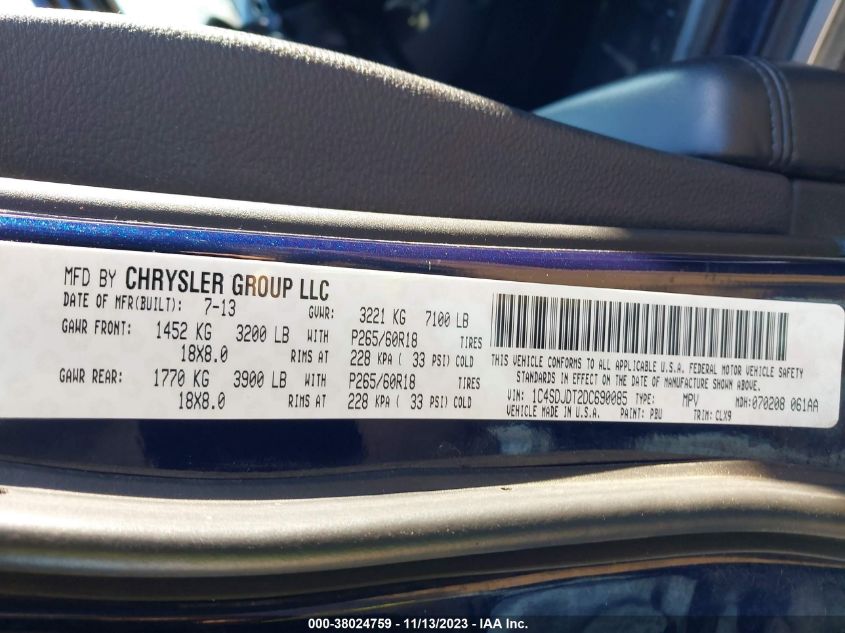 MFD BY CHRYSLER GROUP LLC
DATE OF MFR(BUILT): 7-13 GVWR: 3221 KG 7100 LB
GAWR FRONT: 1452 KG 3200 LB WITH P265/60R18 TIRES
18X8.0 RIMS AT 228 KPA ( 33 PSI) COLD
GAWR REAR: 1770 KG 3900 LB WITH P265/60R18 TIRES
18X8.0 RIMS AT 228 KPA ( 33 PSI) COLD
THIS VEHICLE CONFORMS TO ALL APPLICABLE U.S.A. FEDERAL MOTOR VEHICLE SAFETY
STANDARDS IN EFFECT ON THE DATE OF MANUFACTURE SHOWN ABOVE.
VIN: 1C4SDJDT2DC690085 TYPE: MPV MDH: 070208 061AA
VEHICLE MADE IN U.S.A. PAINT: PBU TRIM: CLX9
000-38024759 - 11/13/2023 - IAA Inc.